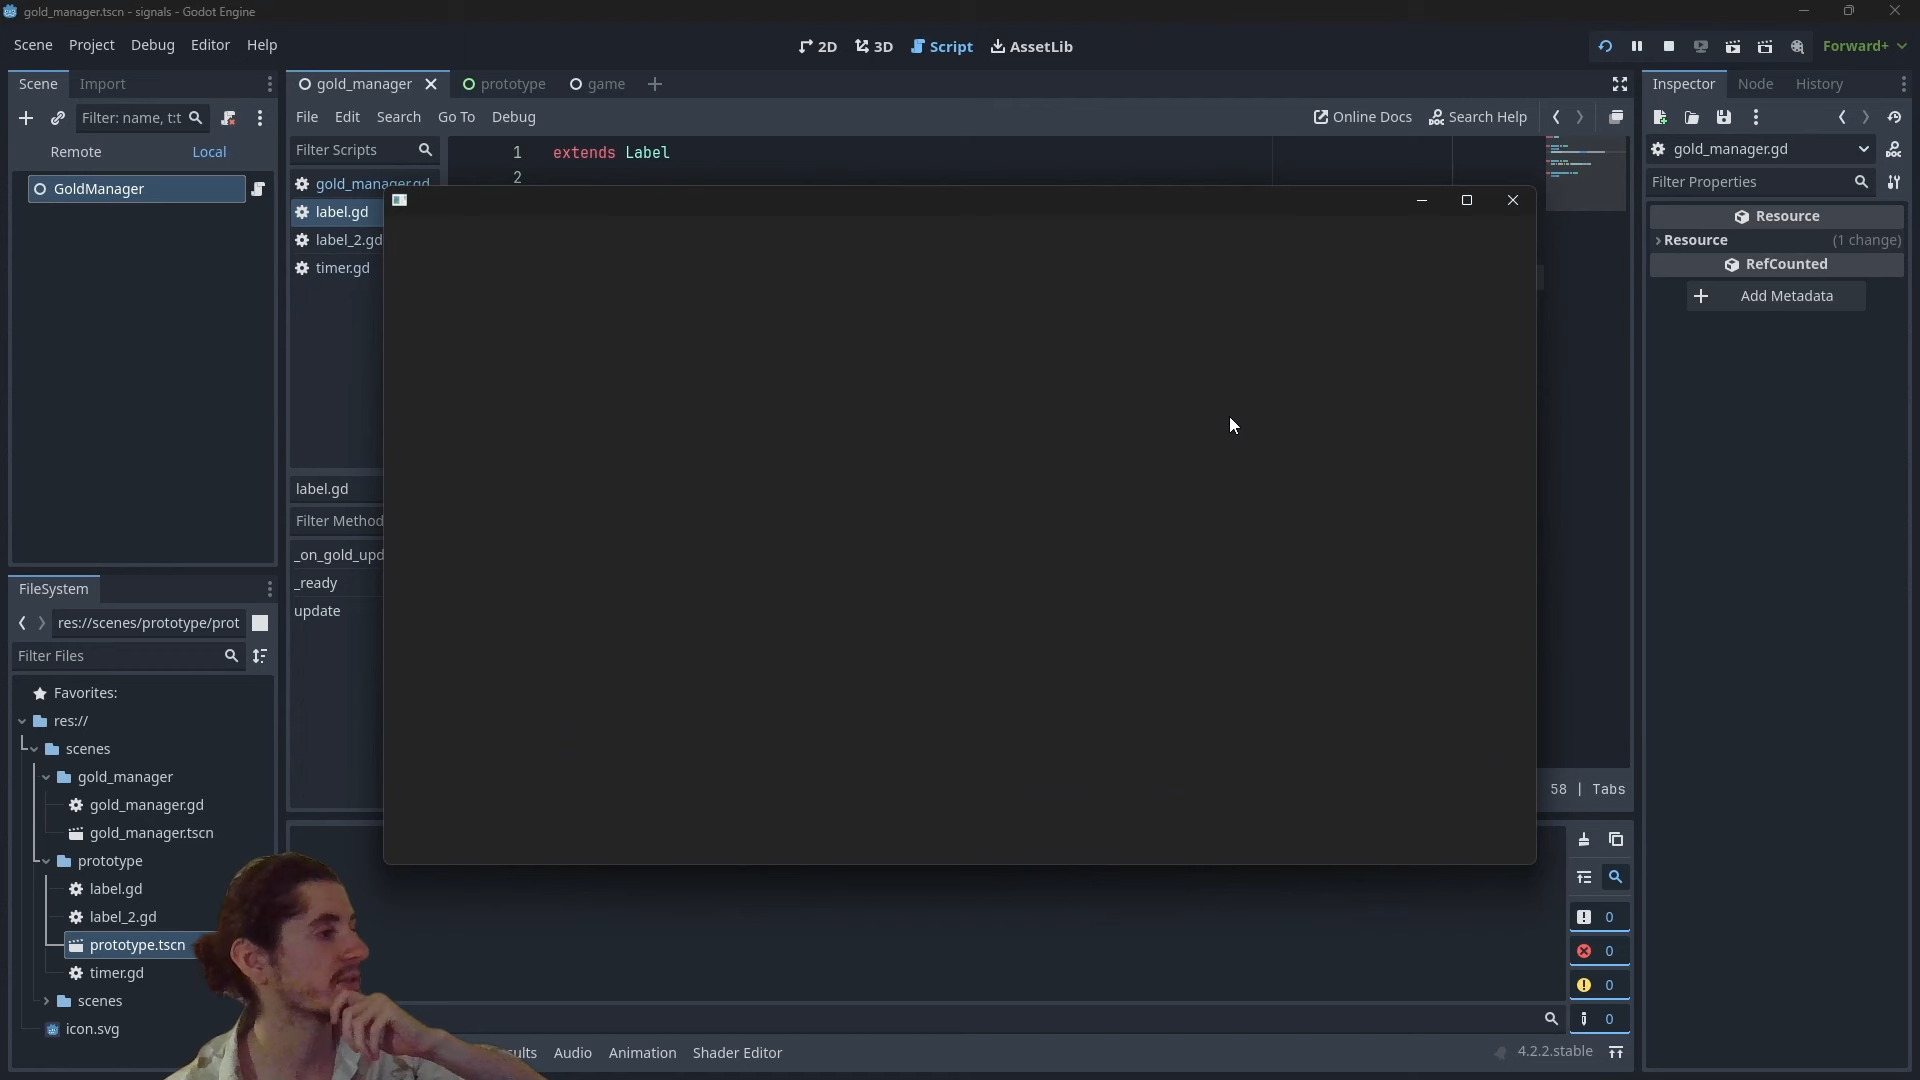 gold_manager.tscn - signals - Godot Engine
Scene Project Debug Editor Help
2D 3D Script AssetLib
Forward+
Scene Import
gold_manager prototype game
Inspector Node History
Filter: name, t:t
File Edit Search Go To Debug
Online Docs Search Help
Remote Local
Filter Scripts
1 extends Label
2
gold_manager.gd
Filter Properties
GoldManager
gold_manager.gd
label.gd
label_2.gd
timer.gd
Resource
Resource (1 change)
RefCounted
Add Metadata
label.gd
Filter Method
_on_gold_upd
_ready
update
FileSystem
res://scenes/prototype/prot
Filter Files
Favorites:
res://
scenes
gold_manager
gold_manager.gd
gold_manager.tscn
prototype
label.gd
label_2.gd
prototype.tscn
timer.gd
scenes
icon.svg
58 | Tabs
0
0
0
0
Audio Animation Shader Editor
4.2.2.stable